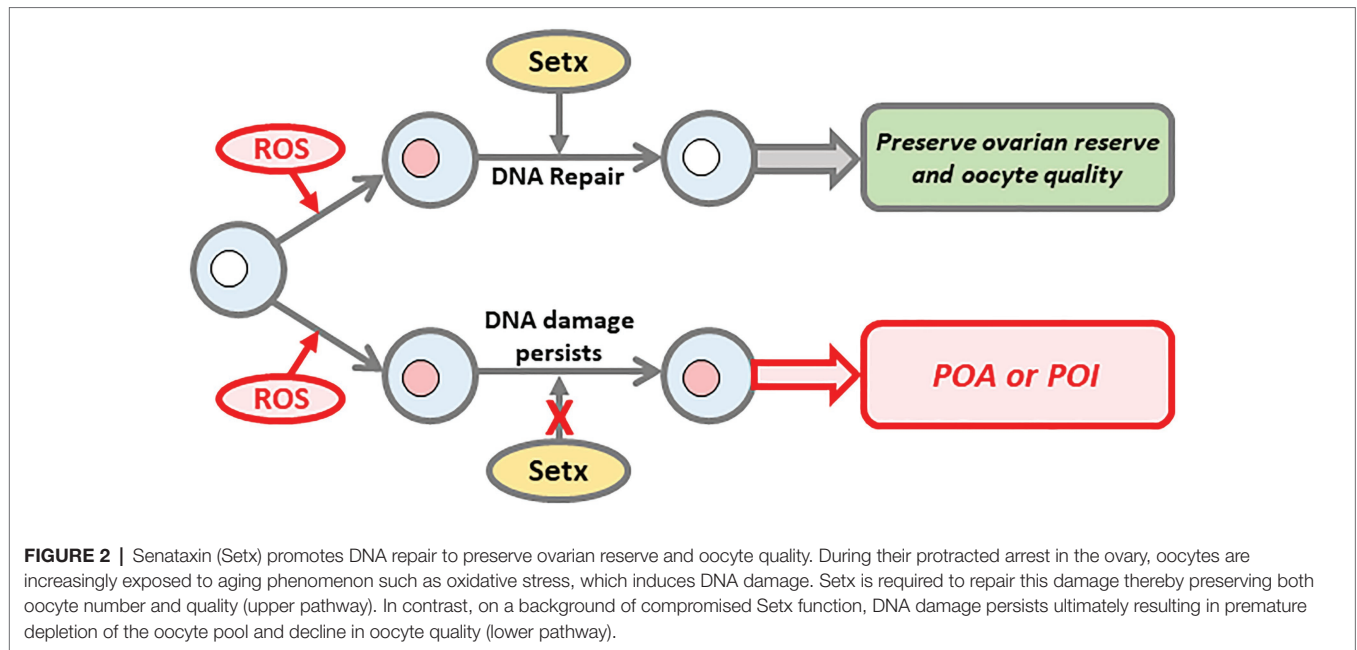 Setx
ROS
DNA Repair
Preserve ovarian reserve
and oocyte quality
DNA damage
persists
ROS
X
Setx
POA or POI
FIGURE 2 | Senataxin (Setx) promotes DNA repair to preserve ovarian reserve and oocyte quality. During their protracted arrest in the ovary, oocytes are
increasingly exposed to aging phenomenon such as oxidative stress, which induces DNA damage. Setx is required to repair this damage thereby preserving both
oocyte number and quality (upper pathway). In contrast, on a background of compromised Setx function, DNA damage persists ultimately resulting in premature
depletion of the oocyte pool and decline in oocyte quality (lower pathway).